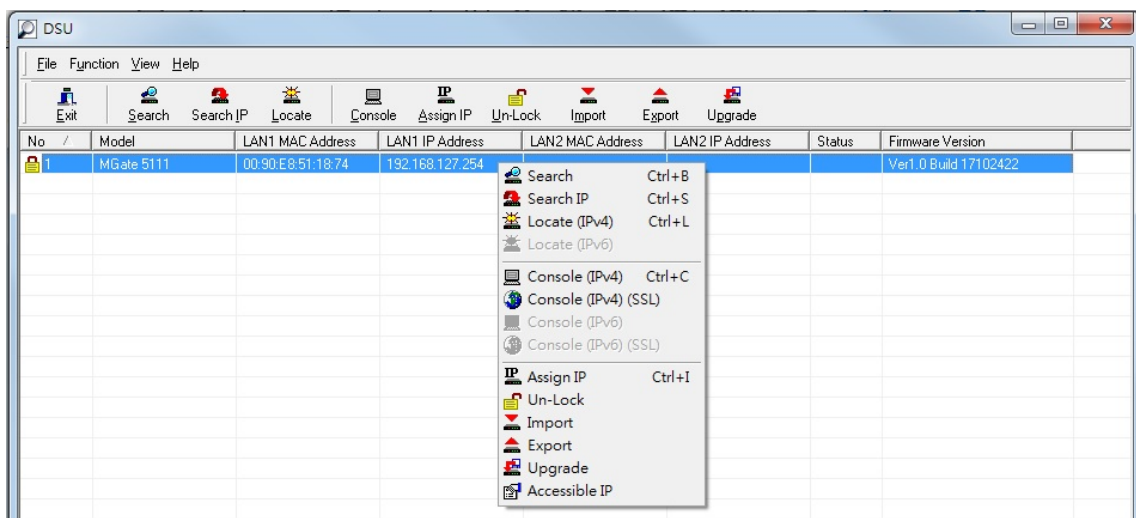 DSU
File Function View Help
Exit Search Search IP Locate Console Assign IP Un-Lock Import Export Upgrade
No Model LAN1 MAC Address LAN1 IP Address LAN2 MAC Address LAN2 IP Address Status Firmware Version
1 MGate 5111 00:90:E8:51:18:74 192.168.127.254 Ver1.0 Build 17102422
Search Ctrl+B
Search IP Ctrl+S
Locate (IPv4) Ctrl+L
Locate (IPv6)
Console (IPv4) Ctrl+C
Console (IPv4) (SSL)
Console (IPv6)
Console (IPv6) (SSL)
IP Assign IP Ctrl+I
Un-Lock
Import
Export
Upgrade
Accessible IP